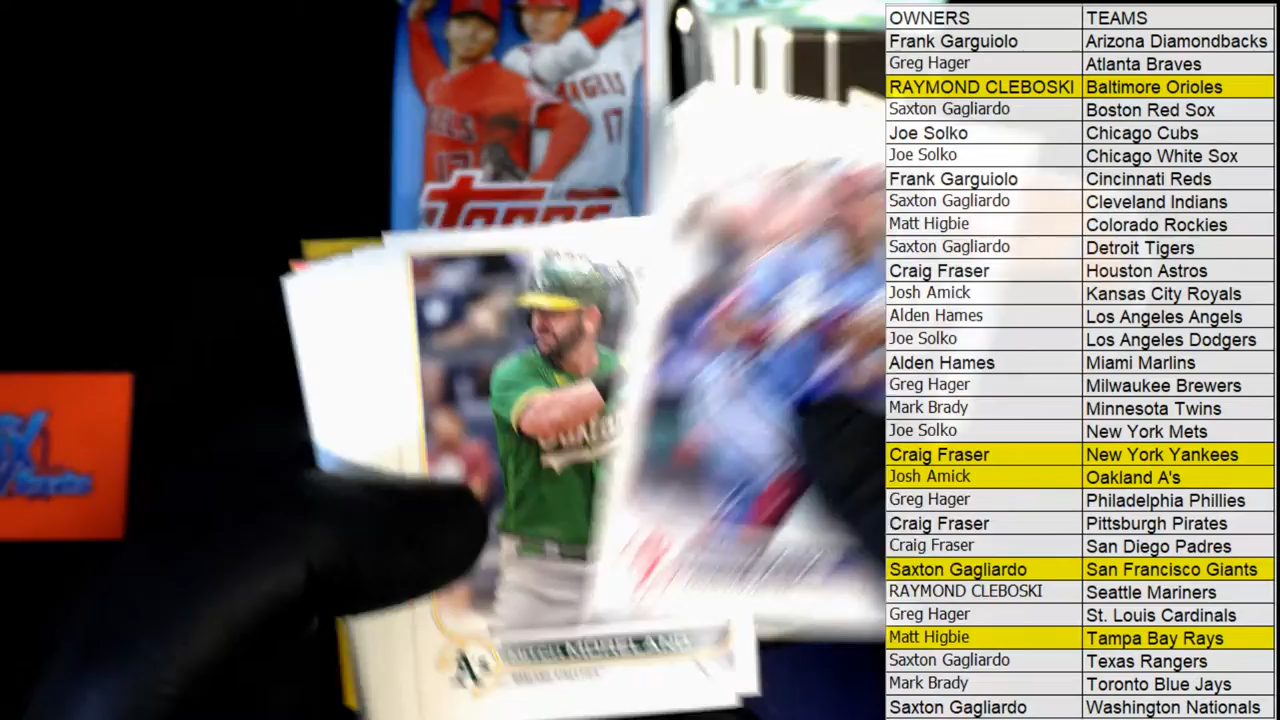 OWNERS TEAMS
Frank Garguiolo Arizona Diamondbacks
Greg Hager Atlanta Braves
RAYMOND CLEBOSKI Baltimore Orioles
Saxton Gagliardo Boston Red Sox
Joe Solko Chicago Cubs
Joe Solko Chicago White Sox
Frank Garguiolo Cincinnati Reds
Saxton Gagliardo Cleveland Indians
Matt Higbie Colorado Rockies
Saxton Gagliardo Detroit Tigers
Craig Fraser Houston Astros
Josh Amick Kansas City Royals
Alden Hames Los Angeles Angels
Joe Solko Los Angeles Dodgers
Alden Hames Miami Marlins
Greg Hager Milwaukee Brewers
Mark Brady Minnesota Twins
Joe Solko New York Mets
Craig Fraser New York Yankees
Josh Amick Oakland A's
Greg Hager Philadelphia Phillies
Craig Fraser Pittsburgh Pirates
Craig Fraser San Diego Padres
Saxton Gagliardo San Francisco Giants
RAYMOND CLEBOSKI Seattle Mariners
Greg Hager St. Louis Cardinals
Matt Higbie Tampa Bay Rays
Saxton Gagliardo Texas Rangers
Mark Brady Toronto Blue Jays
Saxton Gagliardo Washington Nationals
17
Topps
A's